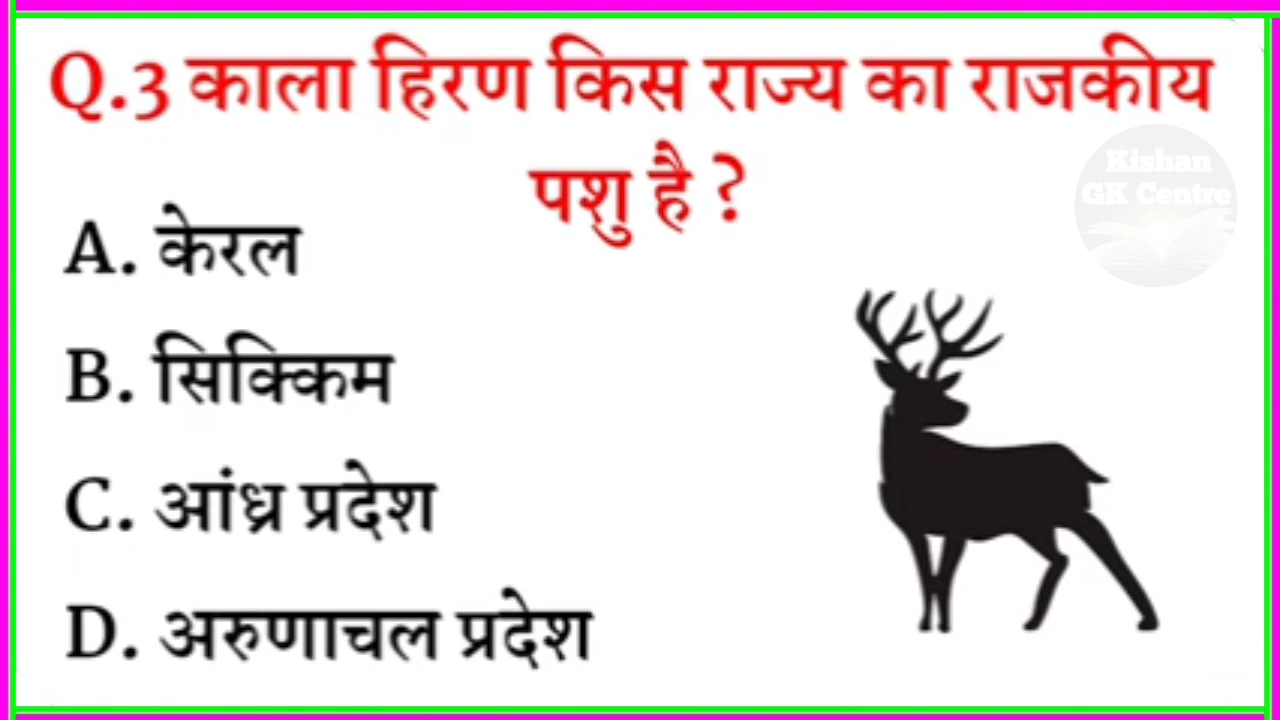 Q.3 काला हिरण किस राज्य का राजकीय
पशु है ?
Kishan
GK Centre
A. केरल
B. सिक्किम
C. आंध्र प्रदेश
D. अरुणाचल प्रदेश